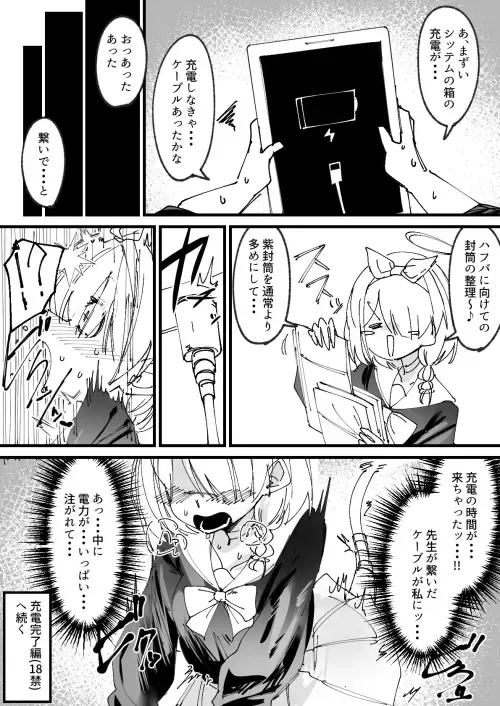 あ、まずい
シッテムの箱の
充電が・・・
充電しなきゃ・・・
ケーブルあったかな
おっあった
あった
繋いで・・・と
ハフバに向けての
封筒の整理〜♪
紫封筒を通常より
多めにして・・・
充電の時間が・・・
来ちゃったッ・・・!!
先生が繋いだ
ケーブルが私にッ・・・
あっ・・・中に
電力が・・・いっぱい・・・
注がれて・・・
充電完了編(18禁)
へ続く